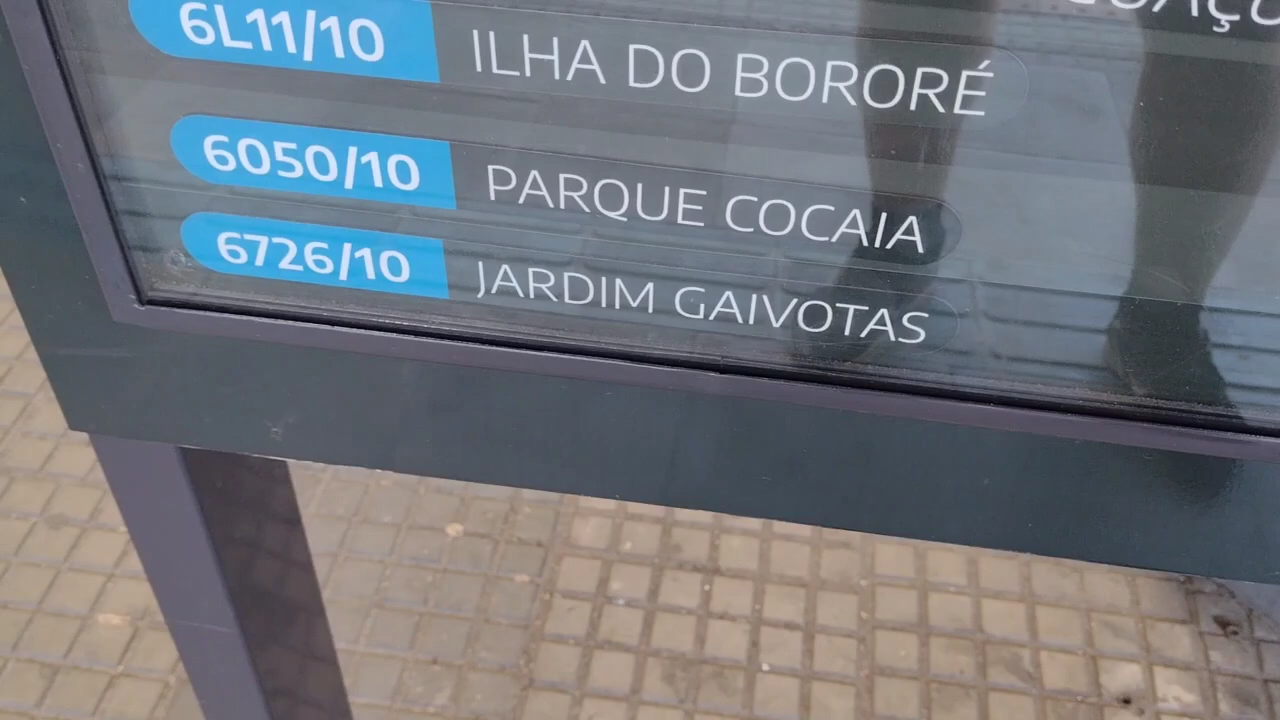 6L11/10 ILHA DO BORORÉ
6050/10 PARQUE COCAIA
6726/10 JARDIM GAIVOTAS